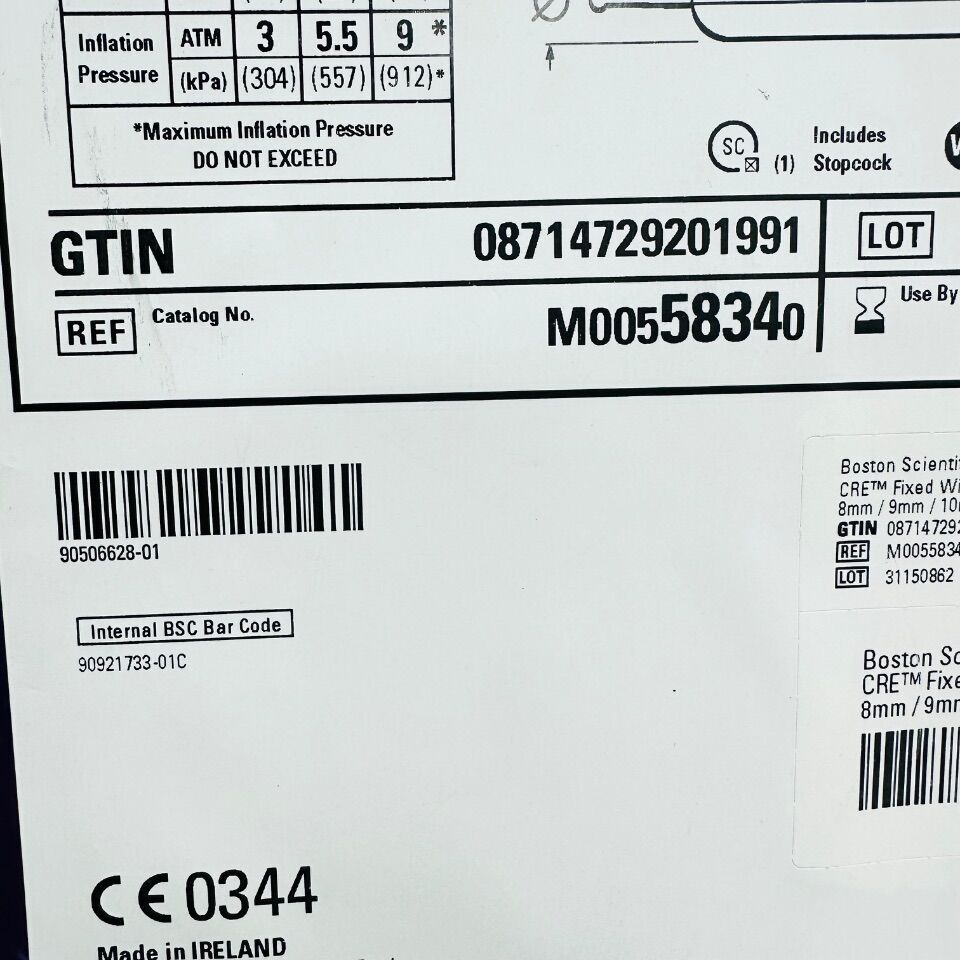 Inflation Pressure
ATM 3 5.5 9 *
(kPa) (304) (557) (912)*
*Maximum Inflation Pressure
DO NOT EXCEED
SC (1) Includes Stopcock
GTIN 08714729201991
LOT
REF Catalog No. M00558340
Use By
90506628-01
Internal BSC Bar Code
90921733-01C
Boston Scienti
CRE™ Fixed Wi
8mm / 9mm / 10
GTIN 08714729
REF M0055834
LOT 31150862
Boston Sc
CRE™ Fixe
8mm / 9m
CE 0344
Made in IRELAND